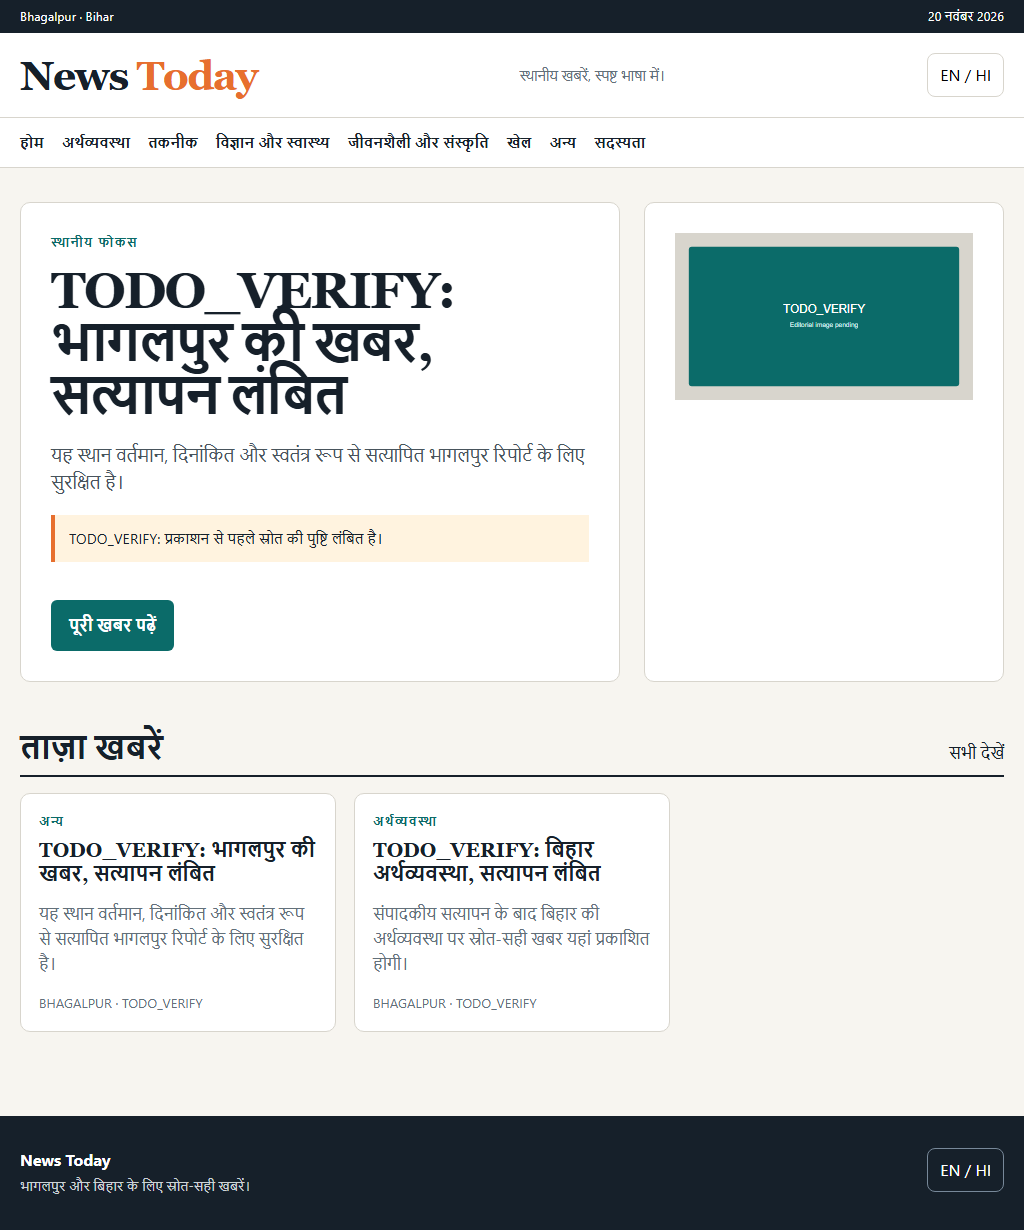 Bhagalpur · Bihar
20 नवंबर 2026
News Today
स्थानीय खबरें, स्पष्ट भाषा में।
EN / HI
होम अर्थव्यवस्था तकनीक विज्ञान और स्वास्थ्य जीवनशैली और संस्कृति खेल अन्य सदस्यता
स्थानीय फोकस
TODO_VERIFY:
भागलपुर की खबर,
सत्यापन लंबित
यह स्थान वर्तमान, दिनांकित और स्वतंत्र रूप से सत्यापित भागलपुर रिपोर्ट के लिए
सुरक्षित है।
TODO_VERIFY: प्रकाशन से पहले स्रोत की पुष्टि लंबित है।
पूरी खबर पढ़ें
TODO_VERIFY
Editorial image pending
ताज़ा खबरें
सभी देखें
अन्य
TODO_VERIFY: भागलपुर की
खबर, सत्यापन लंबित
यह स्थान वर्तमान, दिनांकित और स्वतंत्र रूप
से सत्यापित भागलपुर रिपोर्ट के लिए सुरक्षित
है।
BHAGALPUR · TODO_VERIFY
अर्थव्यवस्था
TODO_VERIFY: बिहार
अर्थव्यवस्था, सत्यापन लंबित
संपादकीय सत्यापन के बाद बिहार की
अर्थव्यवस्था पर स्रोत-सही खबर यहां प्रकाशित
होगी।
BHAGALPUR · TODO_VERIFY
News Today
भागलपुर और बिहार के लिए स्रोत-सही खबरें।
EN / HI